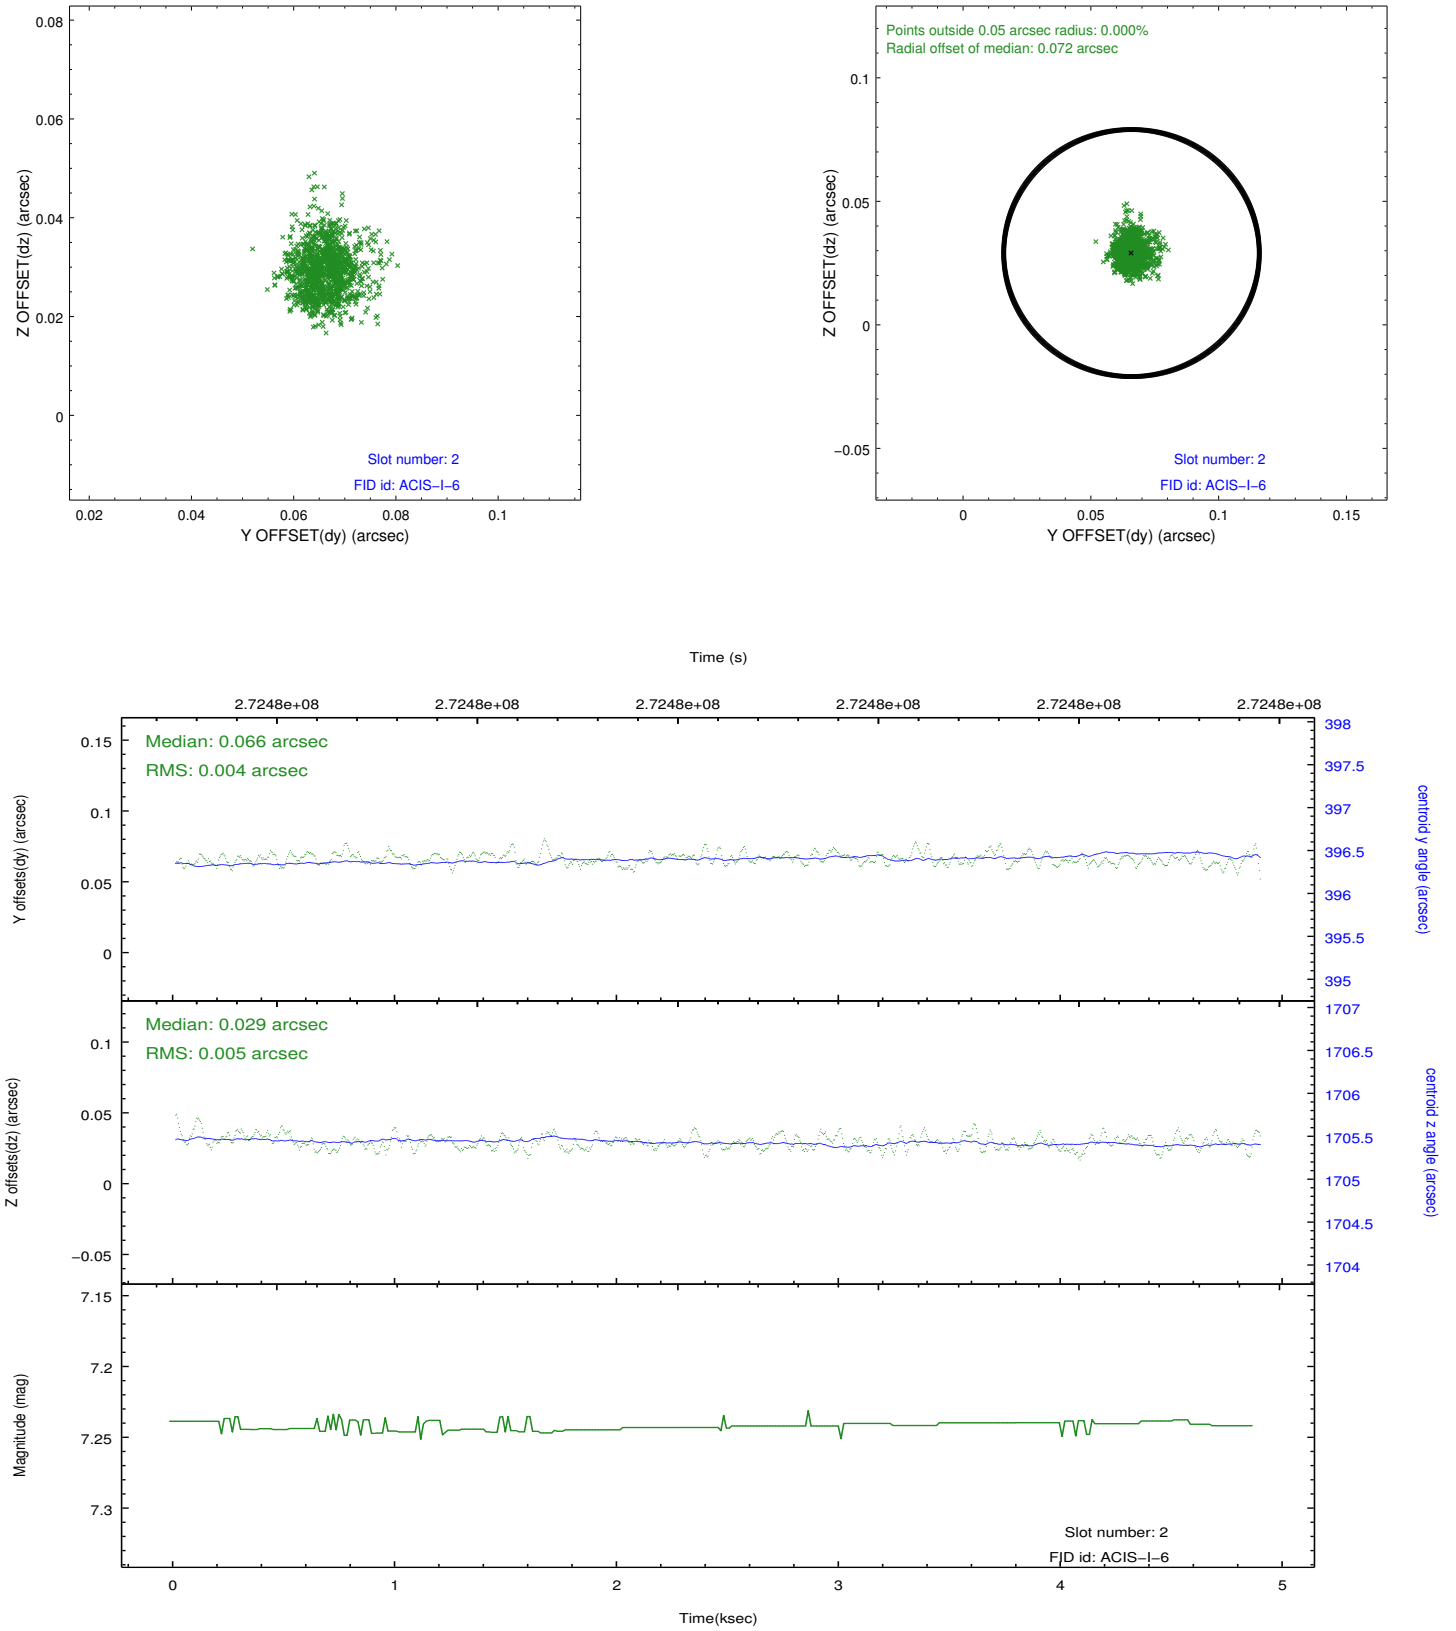 0.08
0.06
0.04
0.02
0
Z OFFSET(dz) (arcsec)
Slot number: 2
FID id: ACIS−I−6
0.02
0.04
0.06
0.08
0.1
Y OFFSET(dy) (arcsec)
Points outside 0.05 arcsec radius: 0.000%
Radial offset of median: 0.072 arcsec
0.1
0.05
0
−0.05
Z OFFSET(dz) (arcsec)
Slot number: 2
FID id: ACIS−I−6
0
0.05
0.1
0.15
Y OFFSET(dy) (arcsec)
Time (s)
2.7248e+08
2.7248e+08
2.7248e+08
2.7248e+08
2.7248e+08
2.7248e+08
Median: 0.066 arcsec
RMS: 0.004 arcsec
0.15
0.1
0.05
0
Y offsets(dy) (arcsec)
398
397.5
397
396.5
396
395.5
395
centroid y angle (arcsec)
Median: 0.029 arcsec
RMS: 0.005 arcsec
0.1
0.05
0
−0.05
Z offsets(dz) (arcsec)
1707
1706.5
1706
1705.5
1705
1704.5
1704
centroid z angle (arcsec)
7.15
7.2
7.25
7.3
Magnitude (mag)
Slot number: 2
FID id: ACIS−I−6
0
1
2
3
4
5
Time(ksec)